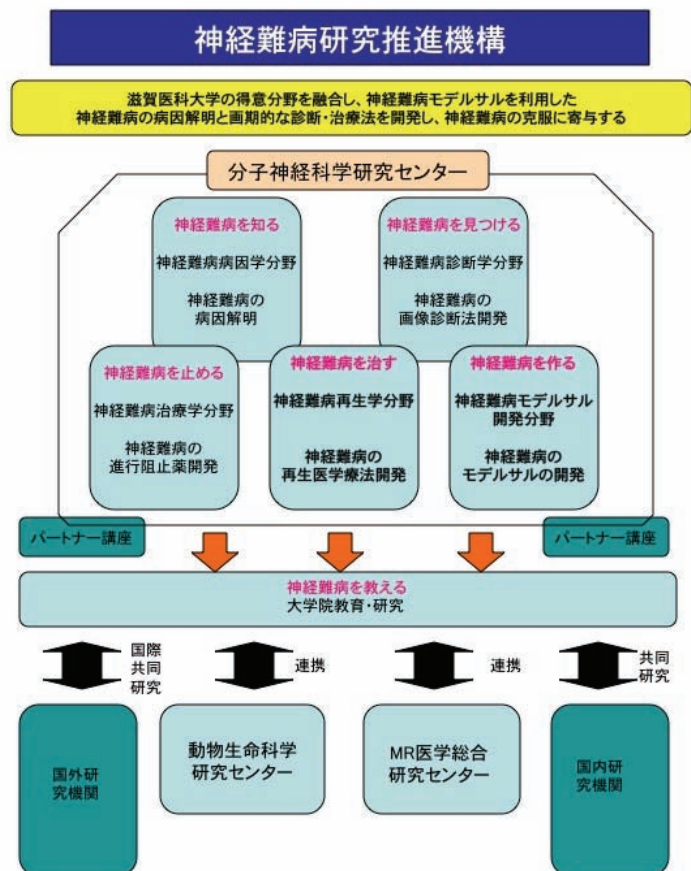 神経難病研究推進機構
滋賀医科大学の得意分野を融合し、神経難病モデルサルを利用した
神経難病の病因解明と画期的な診断・治療法を開発し、神経難病の克服に寄与する
分子神経科学研究センター
神経難病を知る
神経難病病因学分野
神経難病の
病因解明
神経難病を見つける
神経難病診断学分野
神経難病の
画像診断法開発
神経難病を止める
神経難病治療学分野
神経難病の
進行阻止薬開発
神経難病を治す
神経難病再生学分野
神経難病の
再生医学療法開発
神経難病を作る
神経難病モデルサル
開発分野
神経難病の
モデルサルの開発
パートナー講座
パートナー講座
神経難病を教える
大学院教育・研究
国際
共同
研究
連携
連携
共同
研究
国外研
究機関
動物生命科学
研究センター
MR医学総合
研究センター
国内研
究機関